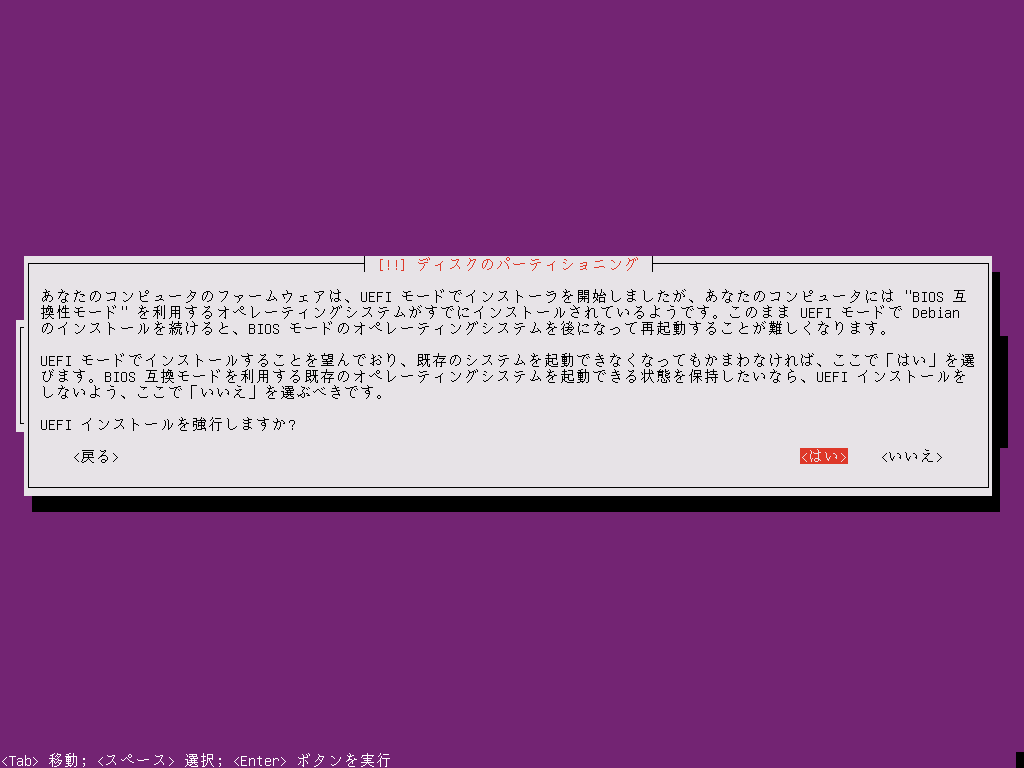 [!!] ディスクのパーティショニング
あなたのコンピュータのファームウェアは、UEFI モードでインストーラを開始しましたが、あなたのコンピュータには "BIOS 互
換性モード" を利用するオペレーティングシステムがすでにインストールされているようです。このまま UEFI モードで Debian
のインストールを続けると、BIOS モードのオペレーティングシステムを後になって再起動することが難しくなります。
UEFI モードでインストールすることを望んでおり、既存のシステムを起動できなくなってもかまわなければ、ここで「はい」を選
びます。BIOS 互換モードを利用する既存のオペレーティングシステムを起動できる状態を保持したいなら、UEFI インストールを
しないよう、ここで「いいえ」を選ぶべきです。
UEFI インストールを強行しますか?
<戻る> <はい> <いいえ>
<Tab> 移動; <スペース> 選択; <Enter> ボタンを実行